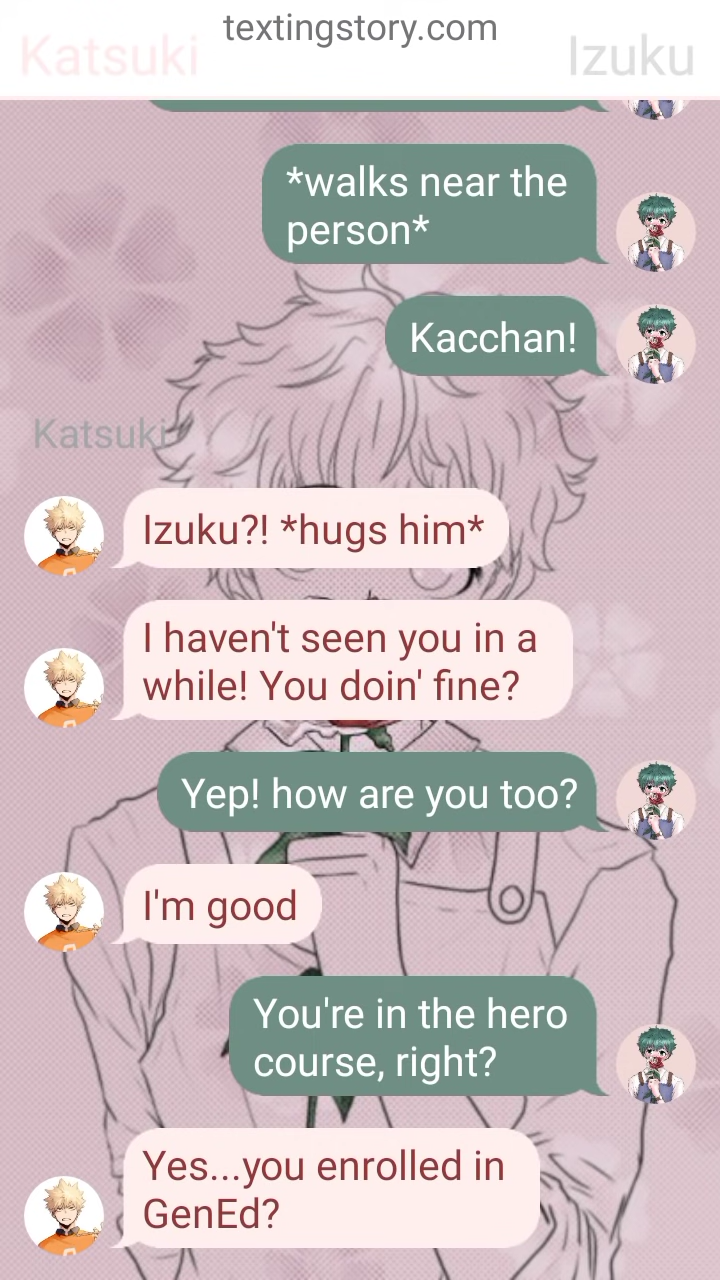 textingstory.com
Katsuki
Izuku
*walks near the
person*
Kacchan!
Katsuki
Izuku?! *hugs him*
I haven't seen you in a
while! You doin' fine?
Yep! how are you too?
I'm good
You're in the hero
course, right?
Yes...you enrolled in
GenEd?